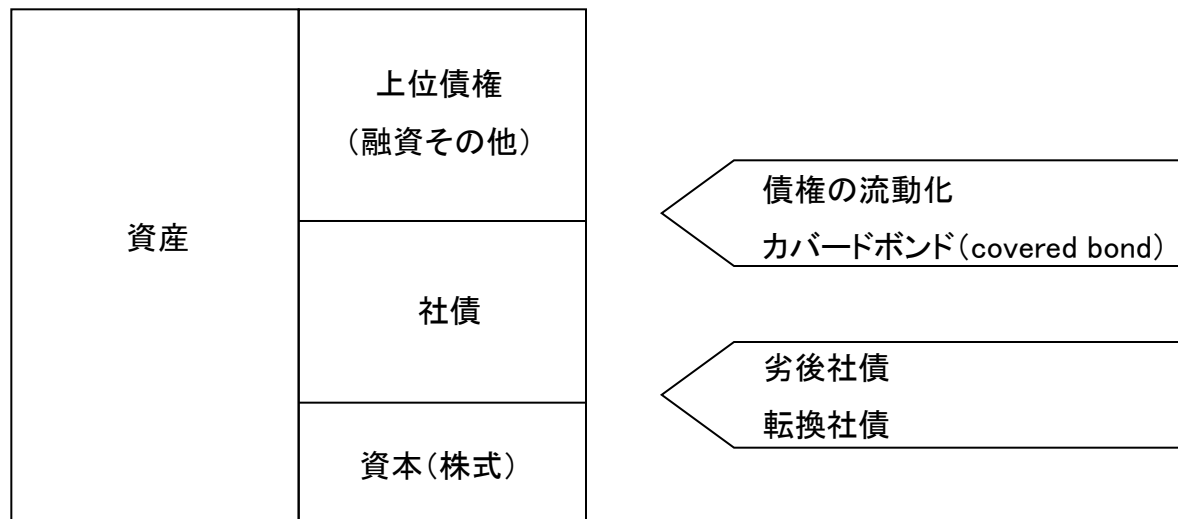 上位債権
（融資その他）
資産
社債
資本（株式）
債権の流動化
カバードボンド（covered bond）
劣後社債
転換社債